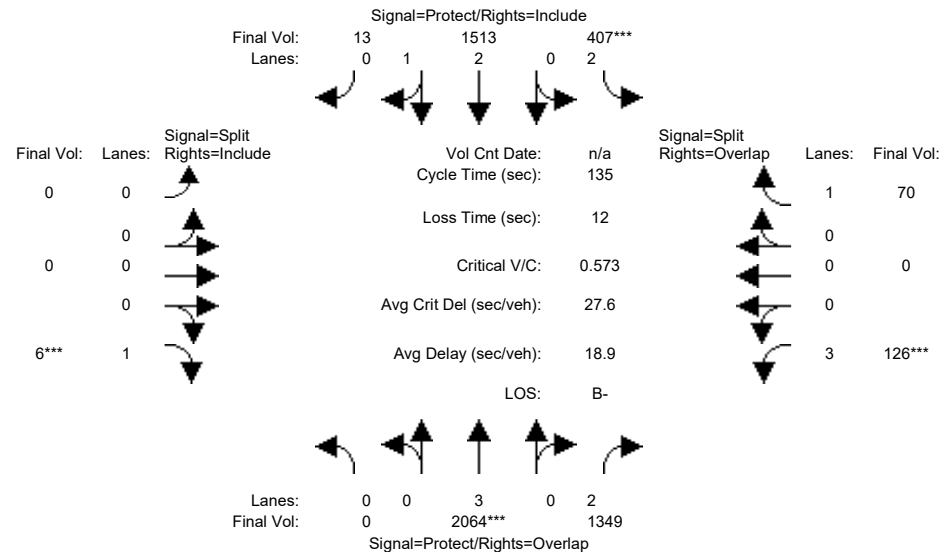 Signal=Protect/Rights=Include
Final Vol: 13 1513 407***
Lanes: 0 1 2 0 2
Signal=Split Signal=Split
Final Vol: Lanes: Rights=Include Vol Cnt Date: n/a Rights=Overlap Lanes: Final Vol:
Cycle Time (sec): 135
0 0 1 70
Loss Time (sec): 12
0 0
0 0 Critical V/C: 0.573 0 0
0 Avg Crit Del (sec/veh): 27.6 0
6*** 1 Avg Delay (sec/veh): 18.9 3 126***
LOS: B-
Lanes: 0 0 3 0 2
Final Vol: 0 2064*** 1349
Signal=Protect/Rights=Overlap